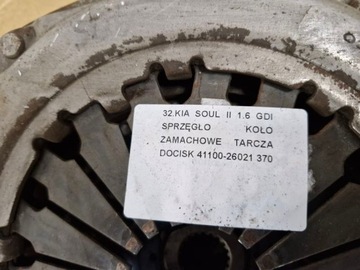 32.KIA SOUL II 1.6 GDI
SPRZĘGŁO KOŁO
ZAMACHOWE TARCZA
DOCISK 41100-26021 370